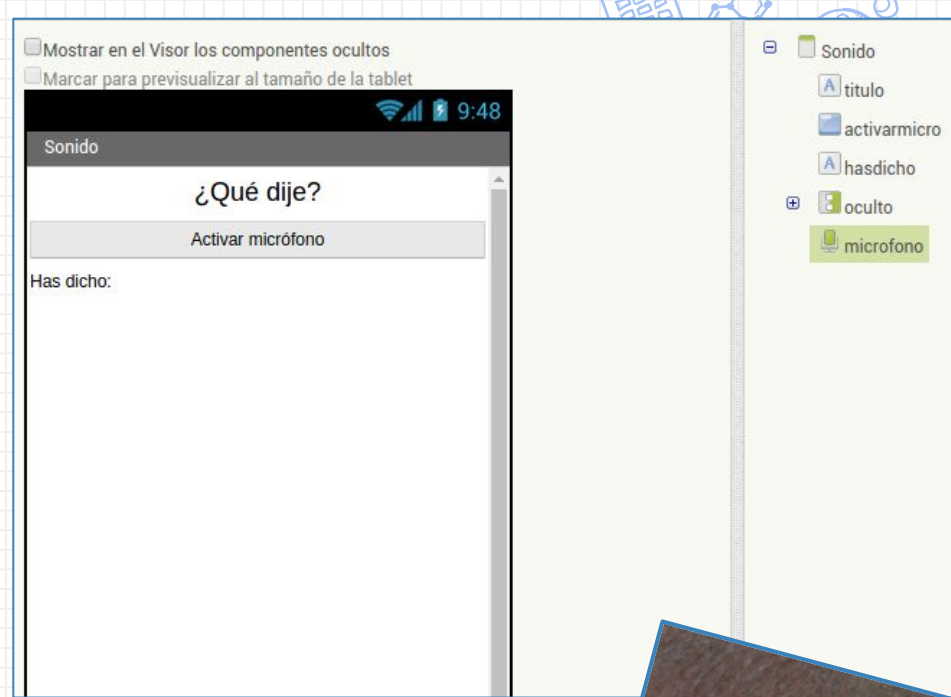 Mostrar en el Visor los componentes ocultos
Marcar para previsualizar al tamaño de la tablet
9:48
Sonido
¿Qué dije?
Activar micrófono
Has dicho:
Sonido
A titulo
activarmicro
A hasdicho
oculto
microfono